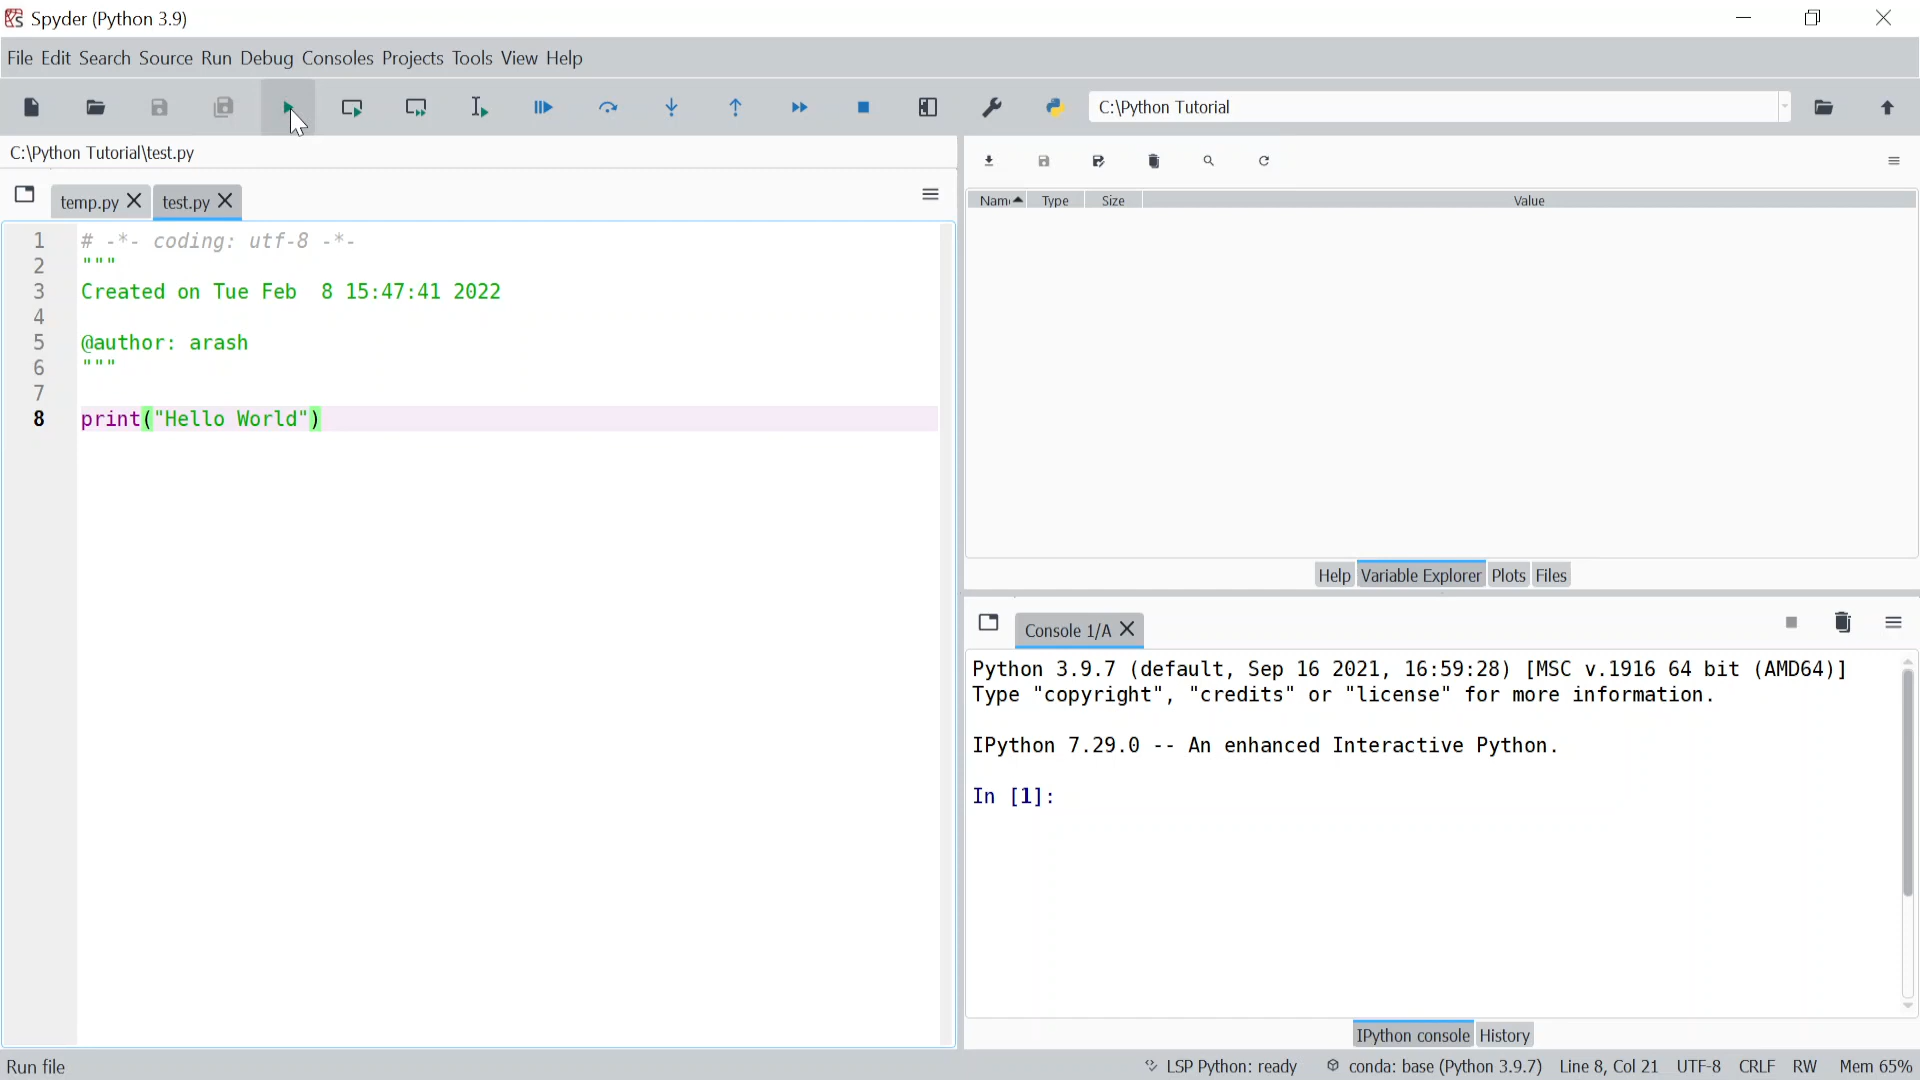 Spyder (Python 3.9)
File Edit Search Source Run Debug Consoles Projects Tools View Help
C:\Python Tutorial
C:\Python Tutorial\test.py
temp.py test.py
1 # -*- coding: utf-8 -*-
2 """
3 Created on Tue Feb  8 15:47:41 2022
4
5 @author: arash
6 """
7
8 print("Hello World")
Nam Type Size Value
Help Variable Explorer Plots Files
Console 1/A
Python 3.9.7 (default, Sep 16 2021, 16:59:28) [MSC v.1916 64 bit (AMD64)]
Type "copyright", "credits" or "license" for more information.
IPython 7.29.0 -- An enhanced Interactive Python.
In [1]:
IPython console History
Run file LSP Python: ready conda: base (Python 3.9.7) Line 8, Col 21 UTF-8 CRLF RW Mem 65%